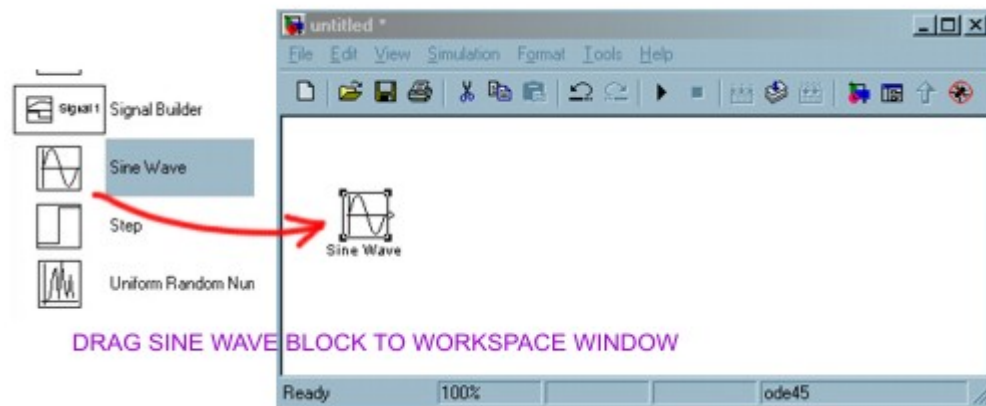 untitled *
File Edit View Simulation Format Tools Help
Signal 1 Signal Builder
Sine Wave
Step
Uniform Random Nun
Sine Wave
DRAG SINE WAVE BLOCK TO WORKSPACE WINDOW
Ready 100% ode45